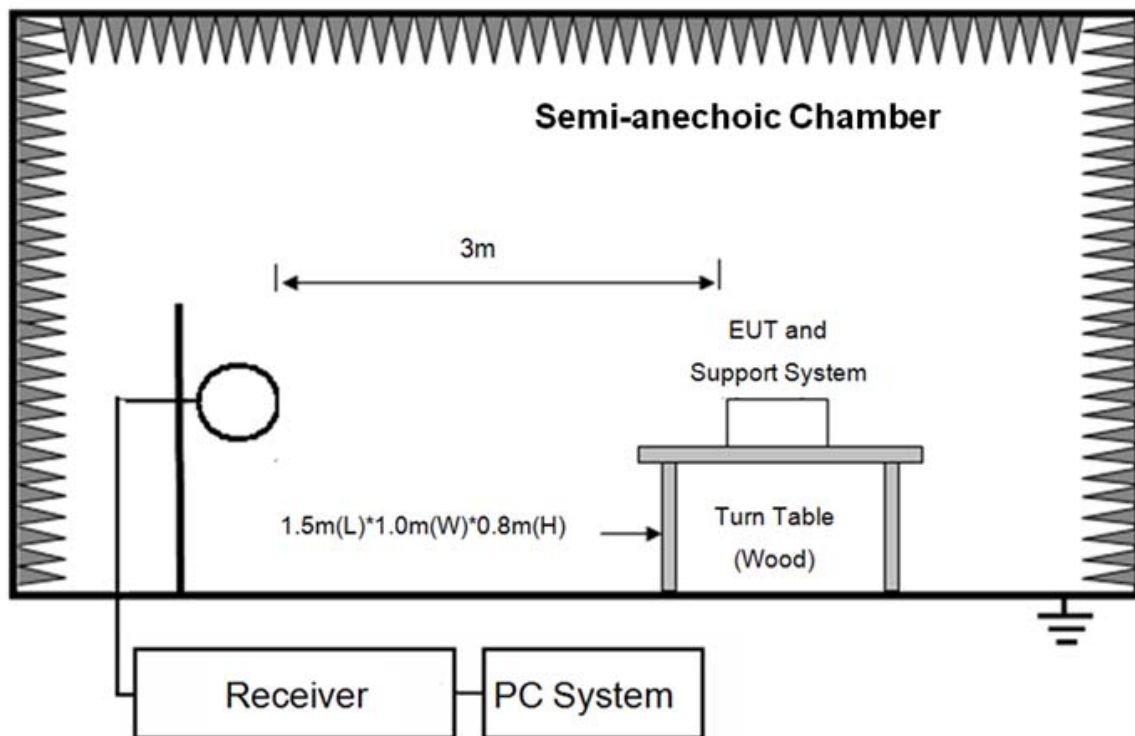 Semi-anechoic Chamber
3m
EUT and
Support System
1.5m(L)*1.0m(W)*0.8m(H)
Turn Table
(Wood)
Receiver
PC System